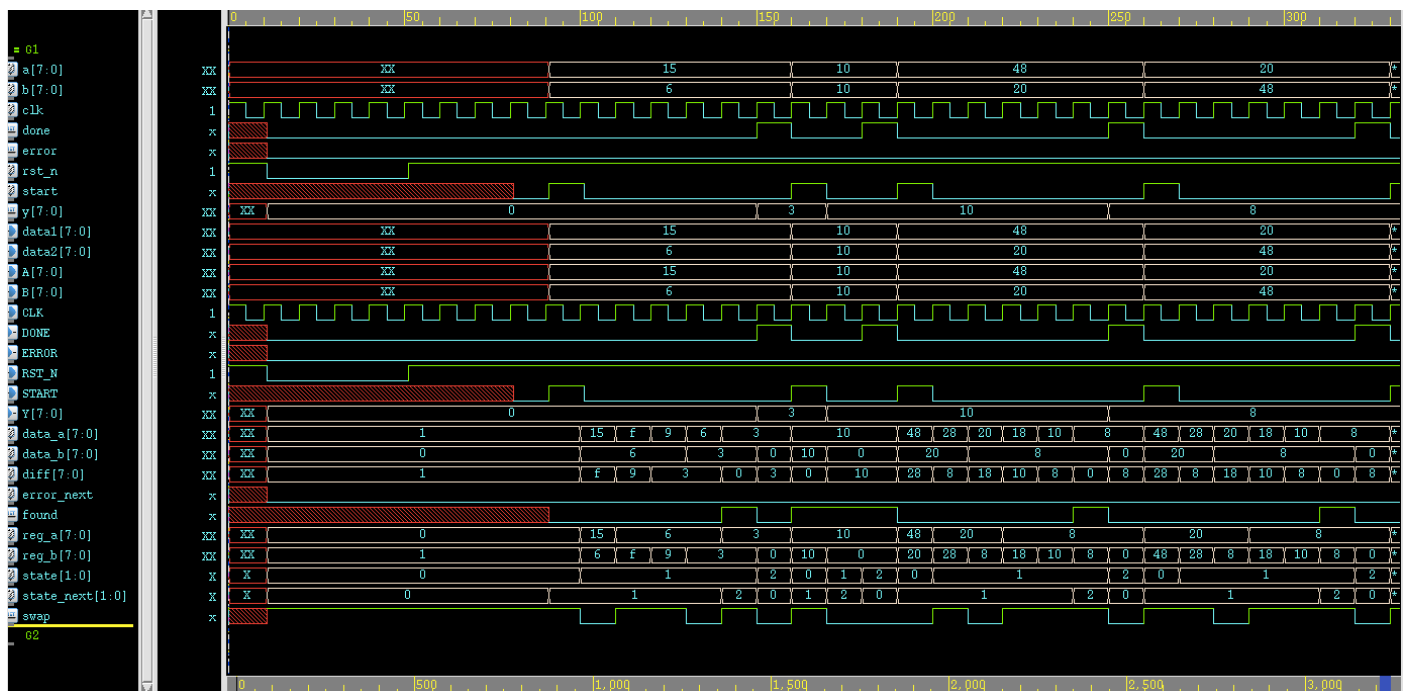 0 50 100 150 200 250 300
G1
a[7:0] XX XX 15 10 48 20 *
b[7:0] XX XX 6 10 20 48 *
clk 1
done x
error x
rst_n 1
start x
y[7:0] XX XX 0 3 10 8
data1[7:0] XX XX 15 10 48 20 *
data2[7:0] XX XX 6 10 20 48 *
A[7:0] XX XX 15 10 48 20 *
B[7:0] XX XX 6 10 20 48 *
CLK 1
DONE x
ERROR x
RST_N 1
START x
Y[7:0] XX XX 0 3 10 8
data_a[7:0] XX XX 1 15 f 9 6 3 10 48 28 20 18 10 8 48 28 20 18 10 8 *
data_b[7:0] XX XX 0 6 3 0 10 0 20 8 0 20 8 0 *
diff[7:0] XX XX 1 f 9 3 0 3 0 10 28 8 18 10 8 0 8 28 8 18 10 8 0 8 *
error_next x
found x
reg_a[7:0] XX XX 0 15 6 3 10 48 20 8 20 8 *
reg_b[7:0] XX XX 1 6 f 9 3 0 10 0 20 28 8 18 10 8 0 48 28 8 18 10 8 0 *
state[1:0] X X 0 1 2 0 1 2 0 1 2 0 1 2 *
state_next[1:0] X X 0 1 2 0 1 2 0 1 2 0 1 2 0 *
swap x
G2
0 500 1,000 1,500 2,000 2,500 3,000